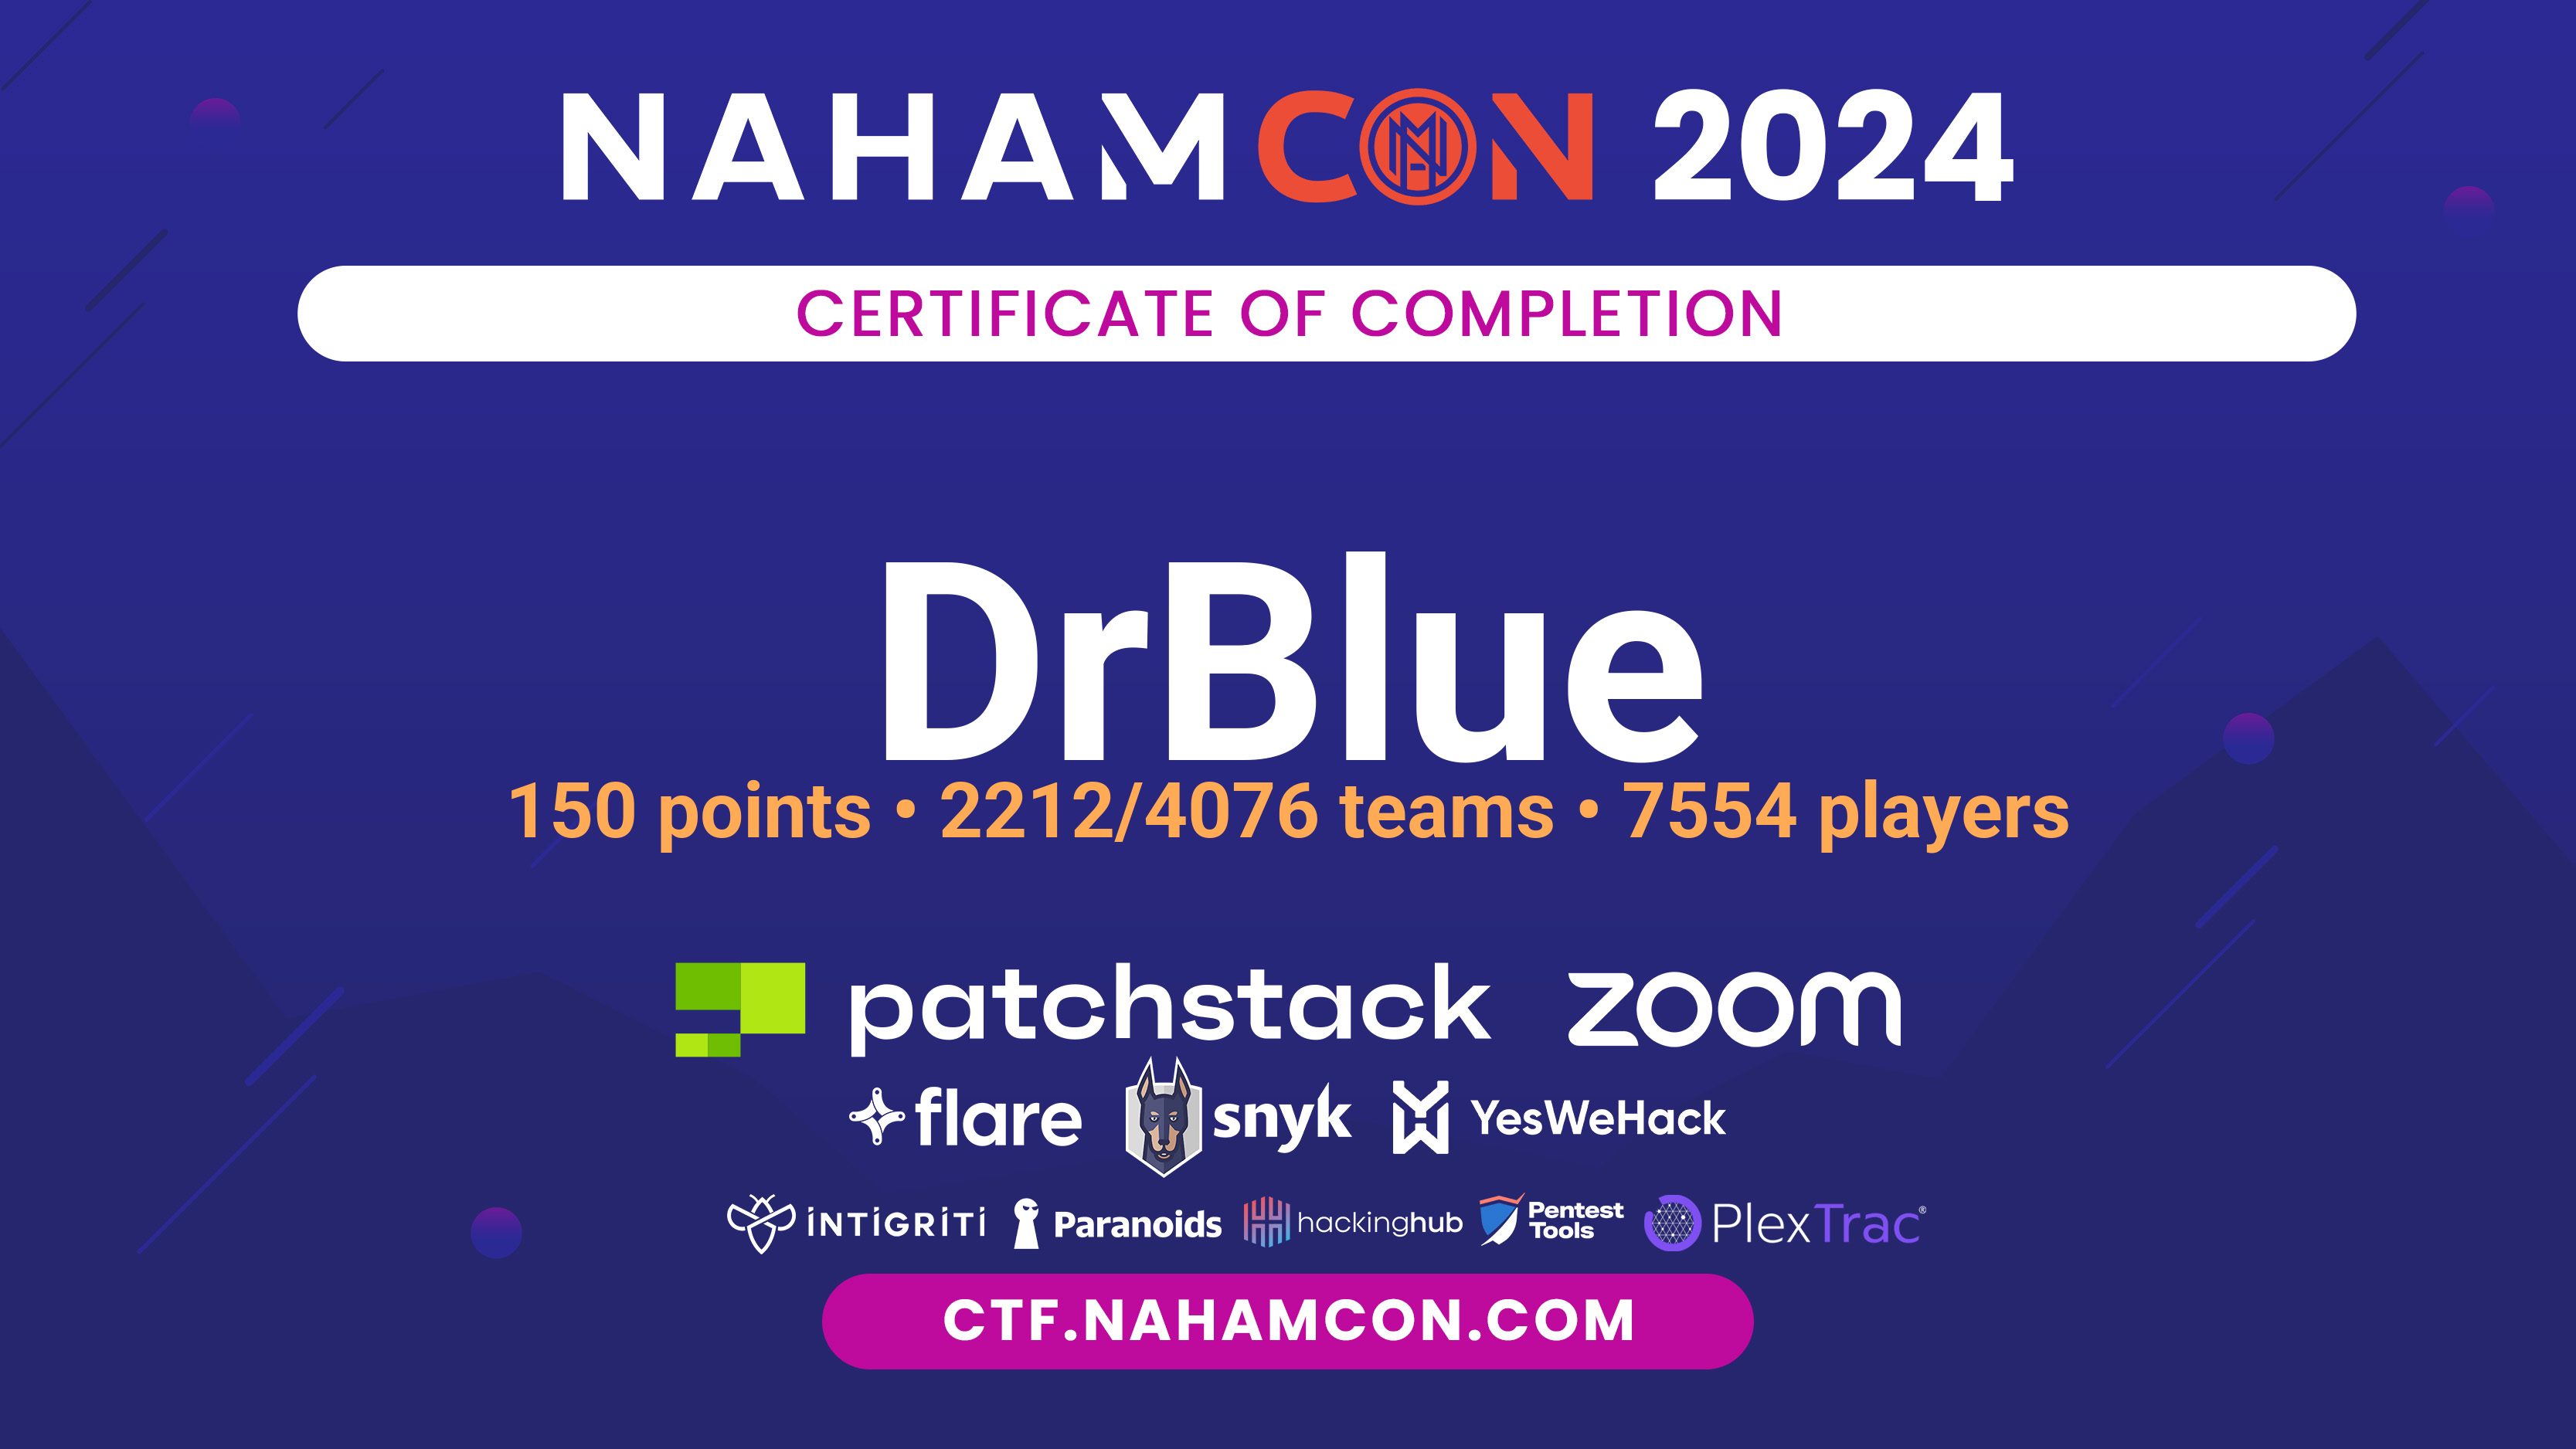 NAHAMCON 2024
CERTIFICATE OF COMPLETION
DrBlue
150 points • 2212/4076 teams • 7554 players
patchstack zoom
flare snyk YesWeHack
INTIGRITI Paranoids hackinghub Pentest Tools PlexTrac®
CTF.NAHAMCON.COM